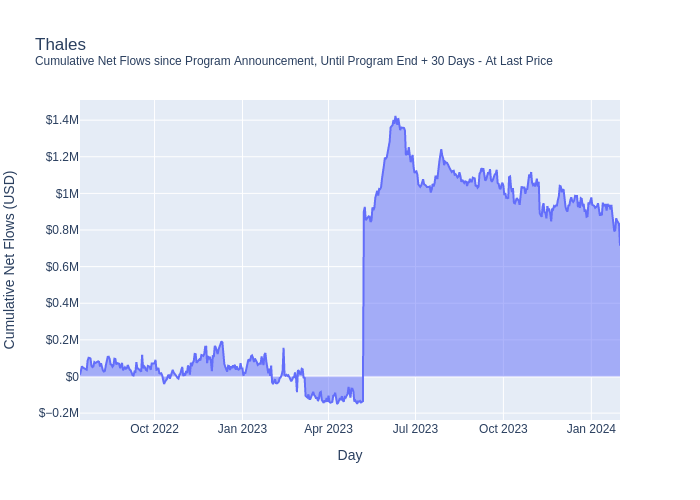 Thales
Cumulative Net Flows since Program Announcement, Until Program End + 30 Days - At Last Price
Cumulative Net Flows (USD)
$1.4M
$1.2M
$1M
$0.8M
$0.6M
$0.4M
$0.2M
$0
$−0.2M
Oct 2022
Jan 2023
Apr 2023
Jul 2023
Oct 2023
Jan 2024
Day